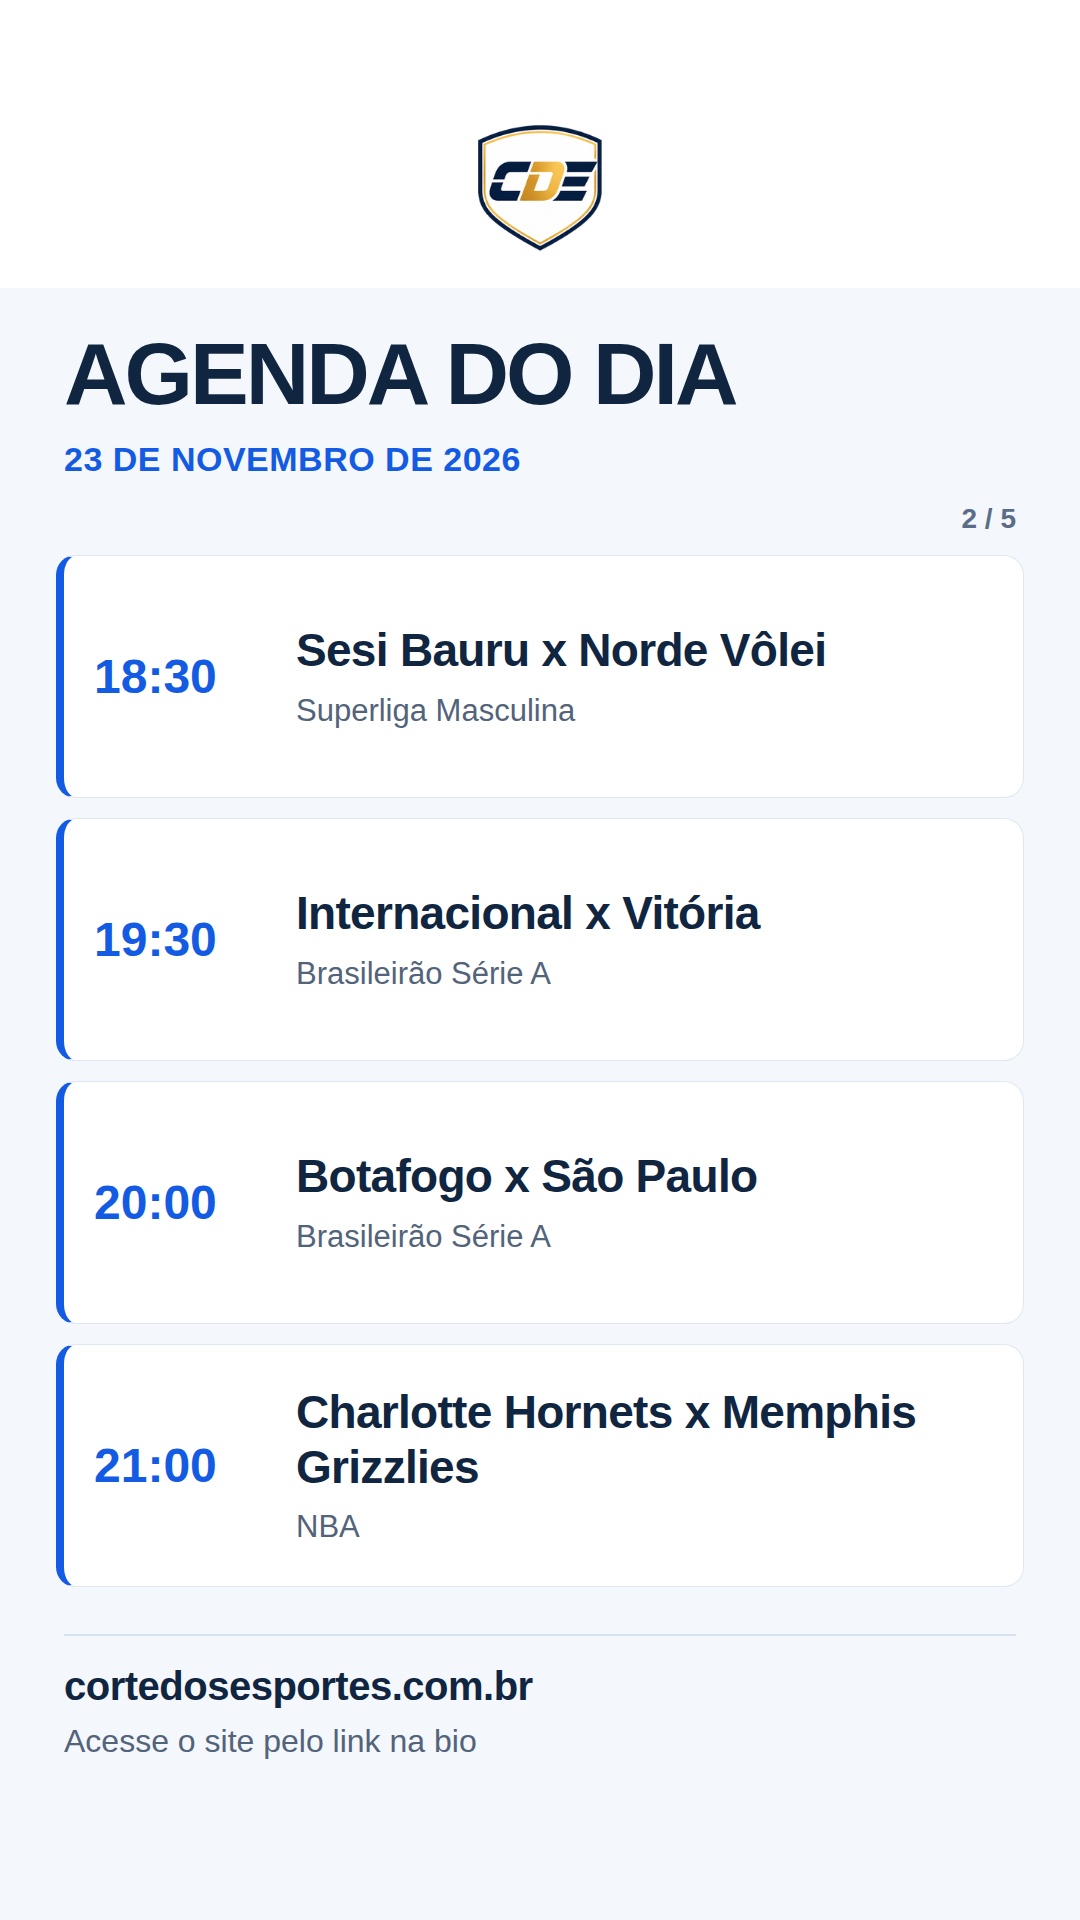 CDE
AGENDA DO DIA
23 DE NOVEMBRO DE 2026
2 / 5
18:30
Sesi Bauru x Norde Vôlei
Superliga Masculina
19:30
Internacional x Vitória
Brasileirão Série A
20:00
Botafogo x São Paulo
Brasileirão Série A
21:00
Charlotte Hornets x Memphis
Grizzlies
NBA
cortedosesportes.com.br
Acesse o site pelo link na bio